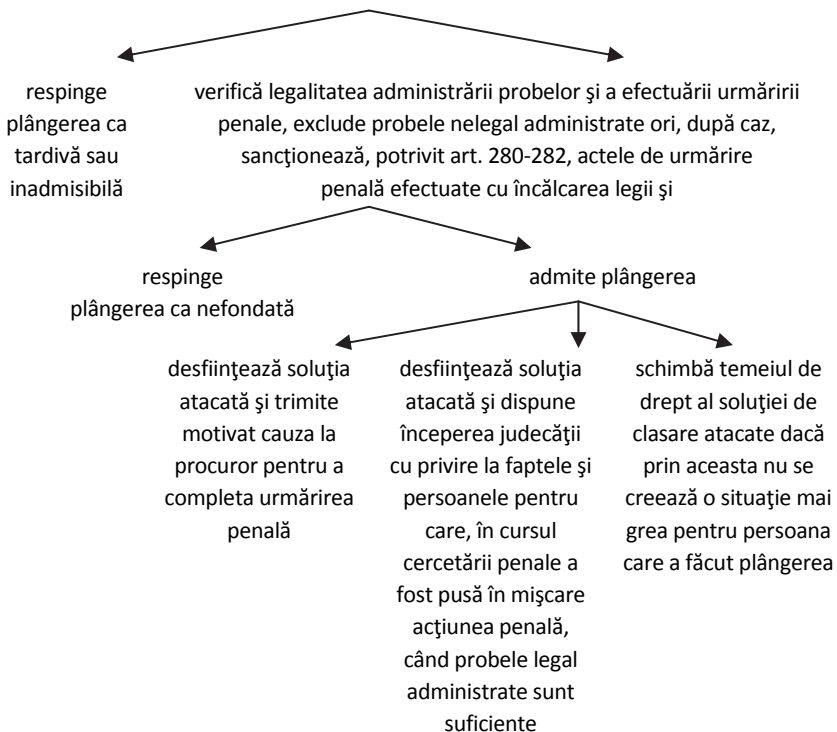 respinge
plângerea ca
tardivă sau
inadmisibilă
verifică legalitatea administrării probelor şi a efectuării urmăririi
penale, exclude probele nelegal administrate ori, după caz,
sancţionează, potrivit art. 280-282, actele de urmărire
penală efectuate cu încălcarea legii şi
respinge
plângerea ca nefondată
admite plângerea
desfiinţează soluţia
atacată şi trimite
motivat cauza la
procuror pentru a
completa urmărirea
penală
desfiinţează soluţia
atacată şi dispune
începerea judecăţii
cu privire la faptele şi
persoanele pentru
care, în cursul
cercetării penale a
fost pusă în mişcare
acţiunea penală,
când probele legal
administrate sunt
suficiente
schimbă temeiul de
drept al soluţiei de
clasare atacate dacă
prin aceasta nu se
creează o situaţie mai
grea pentru persoana
care a făcut plângerea